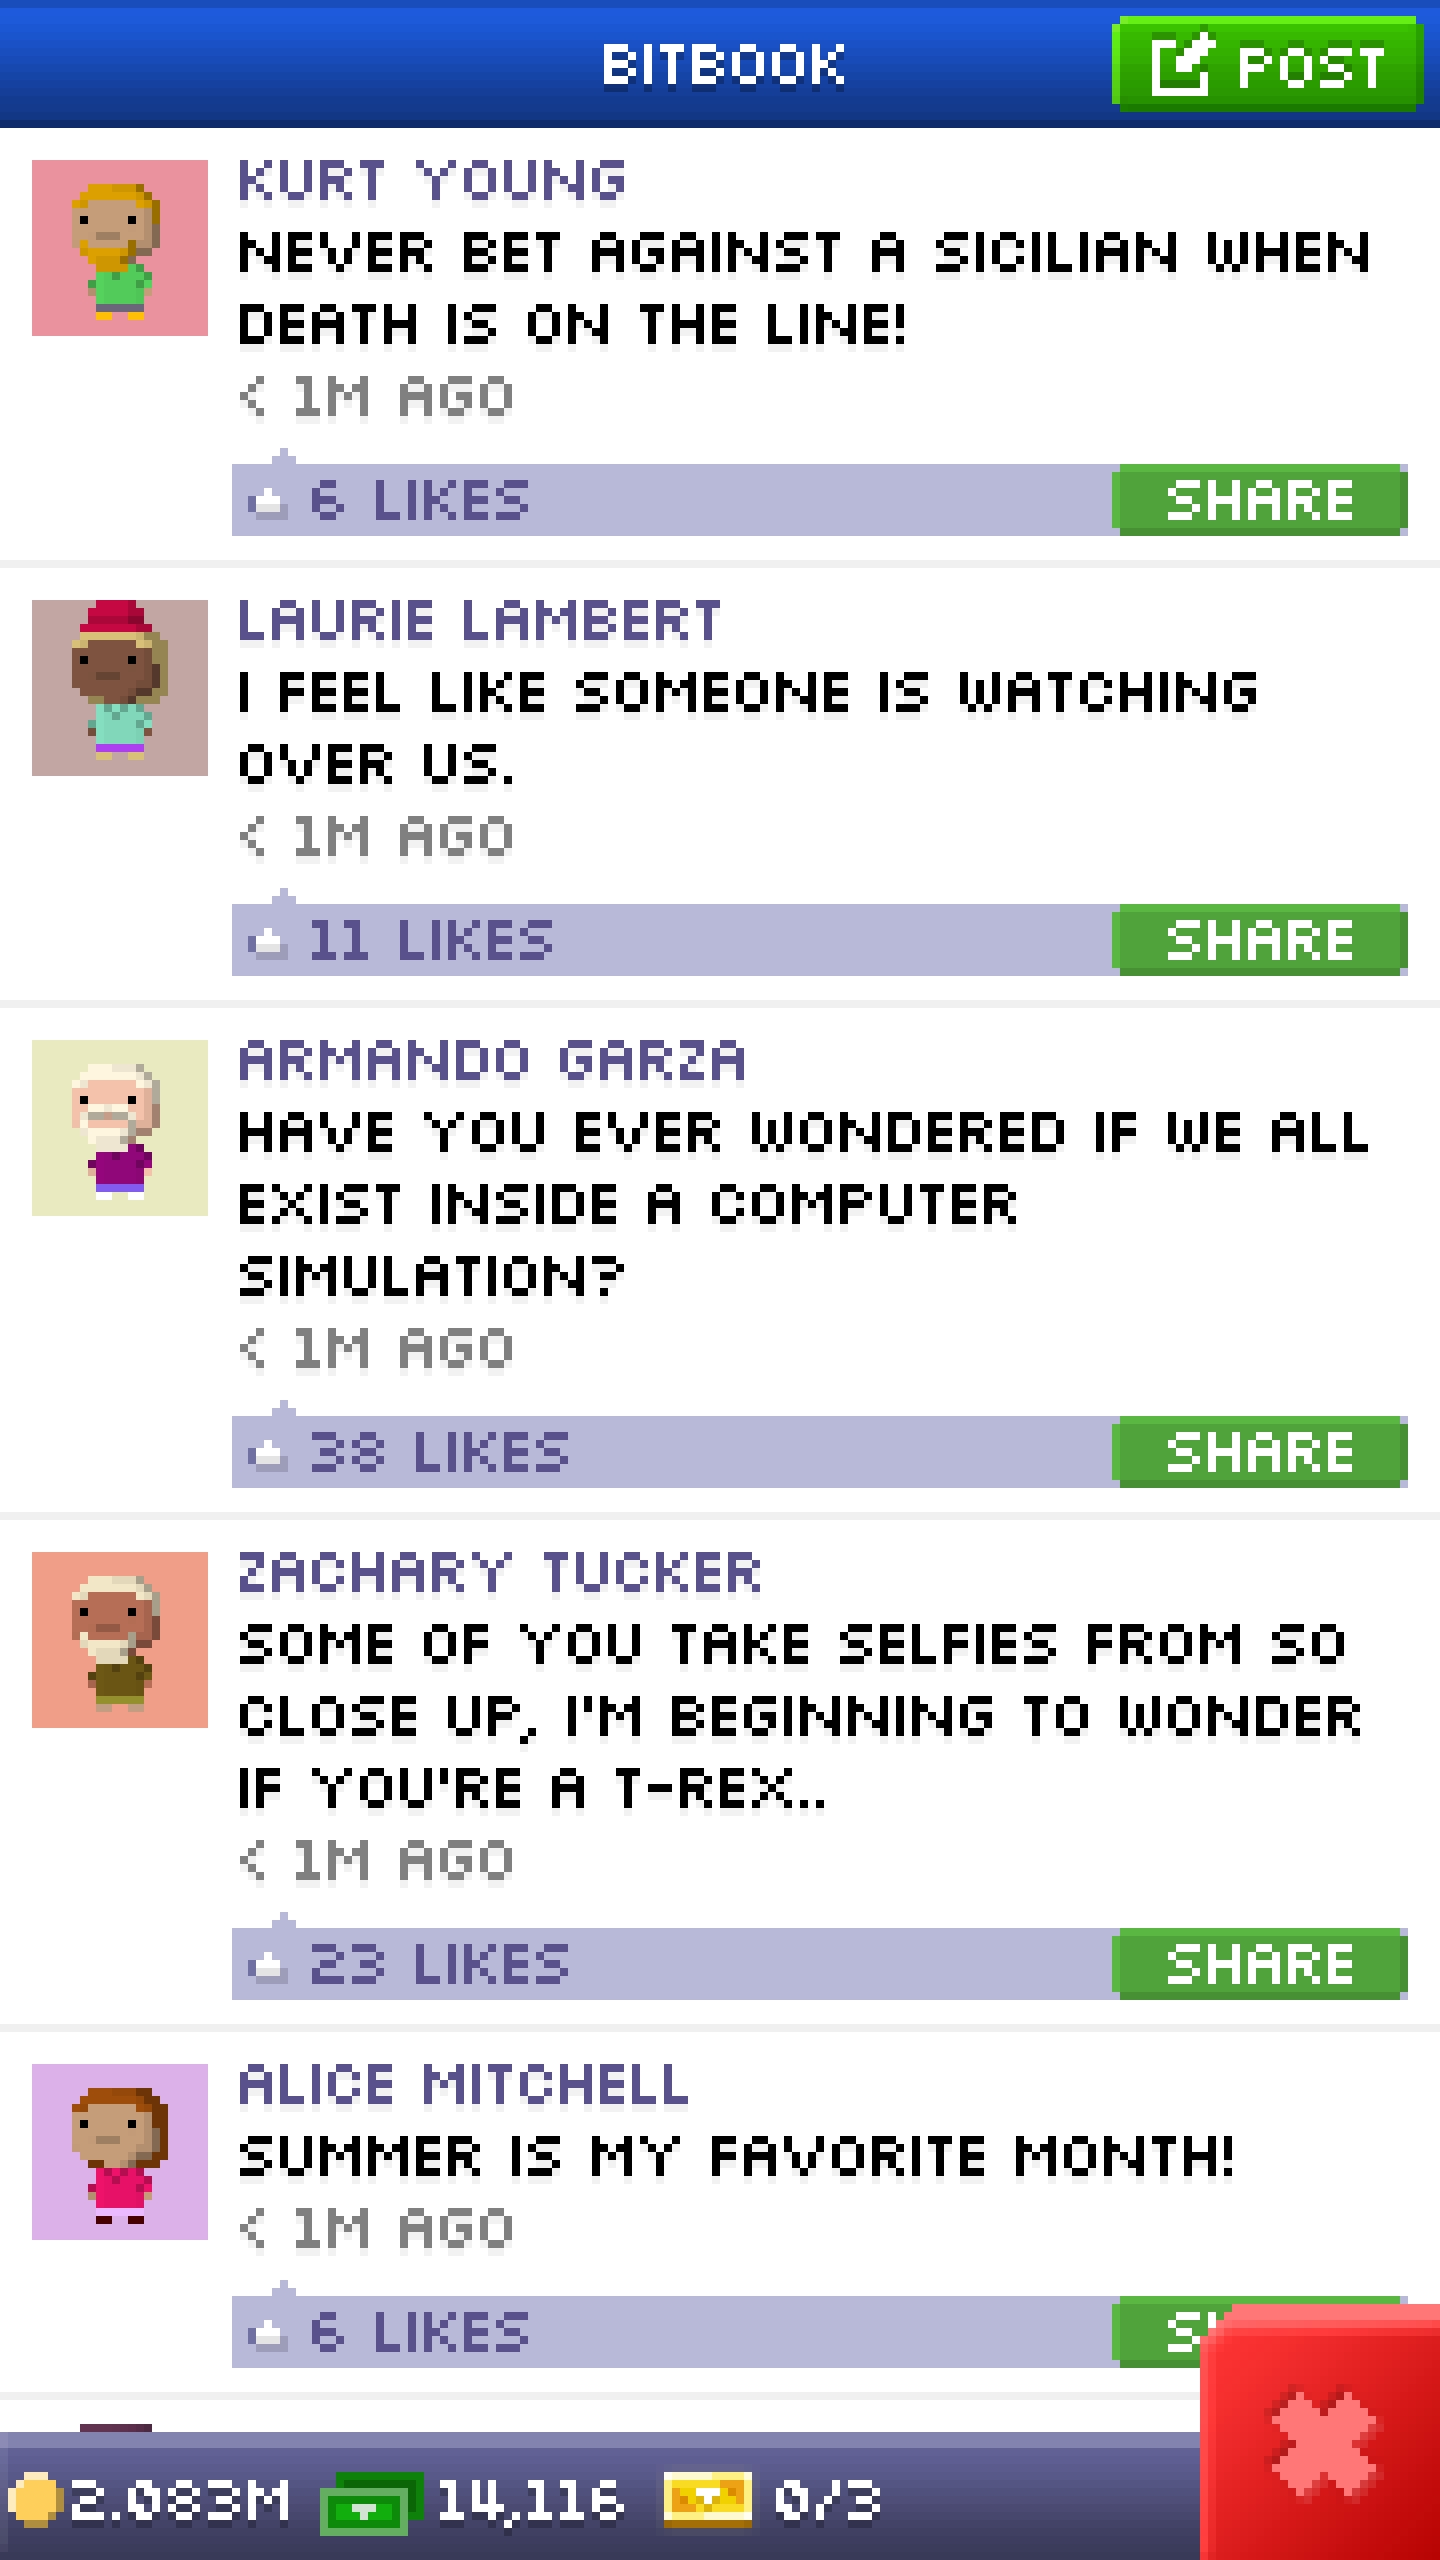 BITBOOK
POST
KURT YOUNG
NEVER BET AGAINST A SICILIAN WHEN
DEATH IS ON THE LINE!
< 1M AGO
6 LIKES
SHARE
LAURIE LAMBERT
I FEEL LIKE SOMEONE IS WATCHING
OVER US.
< 1M AGO
11 LIKES
SHARE
ARMANDO GARZA
HAVE YOU EVER WONDERED IF WE ALL
EXIST INSIDE A COMPUTER
SIMULATION?
< 1M AGO
38 LIKES
SHARE
ZACHARY TUCKER
SOME OF YOU TAKE SELFIES FROM SO
CLOSE UP, I'M BEGINNING TO WONDER
IF YOU'RE A T-REX..
< 1M AGO
23 LIKES
SHARE
ALICE MITCHELL
SUMMER IS MY FAVORITE MONTH!
< 1M AGO
6 LIKES
2.083M
14,116
0/3